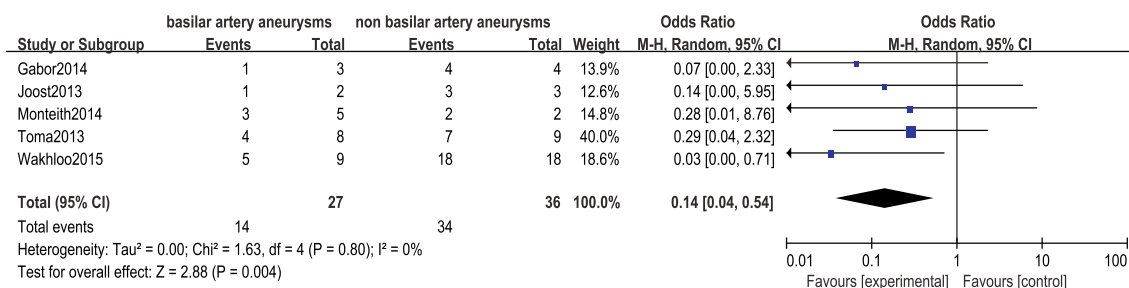 basilar artery aneurysms non basilar artery aneurysms Odds Ratio Odds Ratio
Study or Subgroup Events Total Events Total Weight M-H, Random, 95% CI M-H, Random, 95% CI
Gabor2014 1 3 4 4 13.9% 0.07 [0.00, 2.33]
Joost2013 1 2 3 3 12.6% 0.14 [0.00, 5.95]
Monteith2014 3 5 2 2 14.8% 0.28 [0.01, 8.76]
Toma2013 4 8 7 9 40.0% 0.29 [0.04, 2.32]
Wakhloo2015 5 9 18 18 18.6% 0.03 [0.00, 0.71]
Total (95% CI) 27 36 100.0% 0.14 [0.04, 0.54]
Total events 14 34
Heterogeneity: Tau² = 0.00; Chi² = 1.63, df = 4 (P = 0.80); I² = 0%
Test for overall effect: Z = 2.88 (P = 0.004)
0.01 0.1 1 10 100
Favours [experimental] Favours [control]